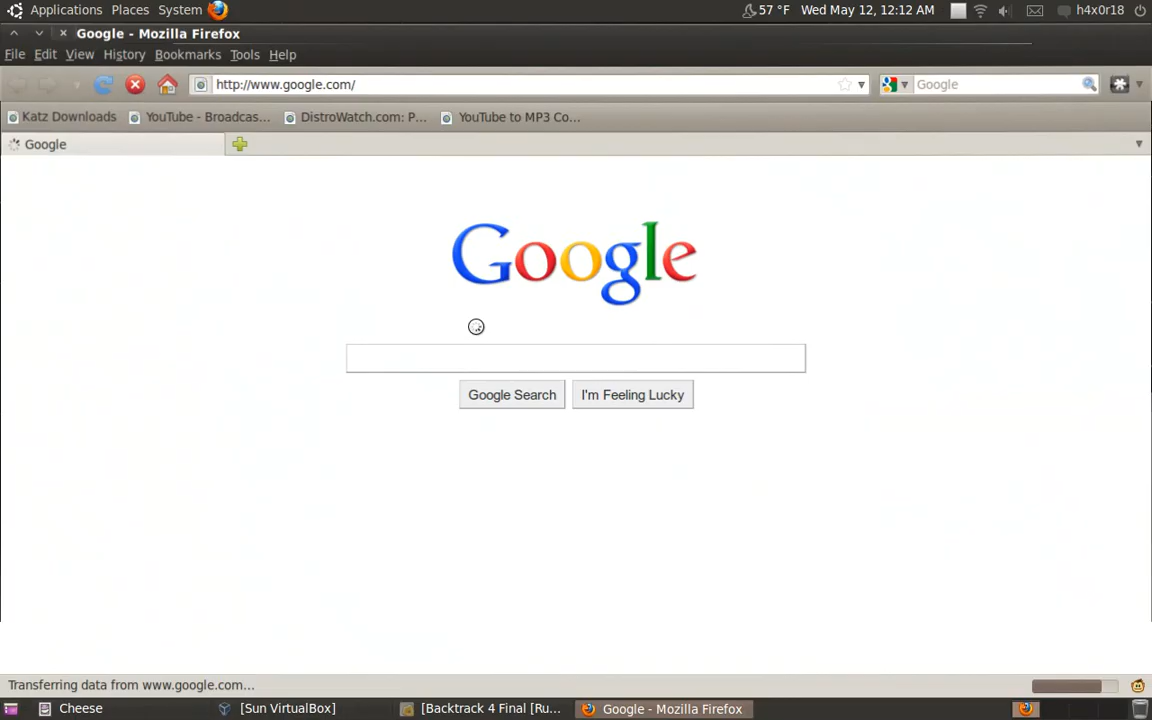 Applications Places System 57 °F Wed May 12, 12:12 AM h4x0r18
Google - Mozilla Firefox
File Edit View History Bookmarks Tools Help
http://www.google.com/ Google
Katz Downloads YouTube - Broadcas... DistroWatch.com: P... YouTube to MP3 Co...
Google
Google
Google Search I'm Feeling Lucky
Transferring data from www.google.com...
Cheese [Sun VirtualBox] [Backtrack 4 Final [Ru... Google - Mozilla Firefox